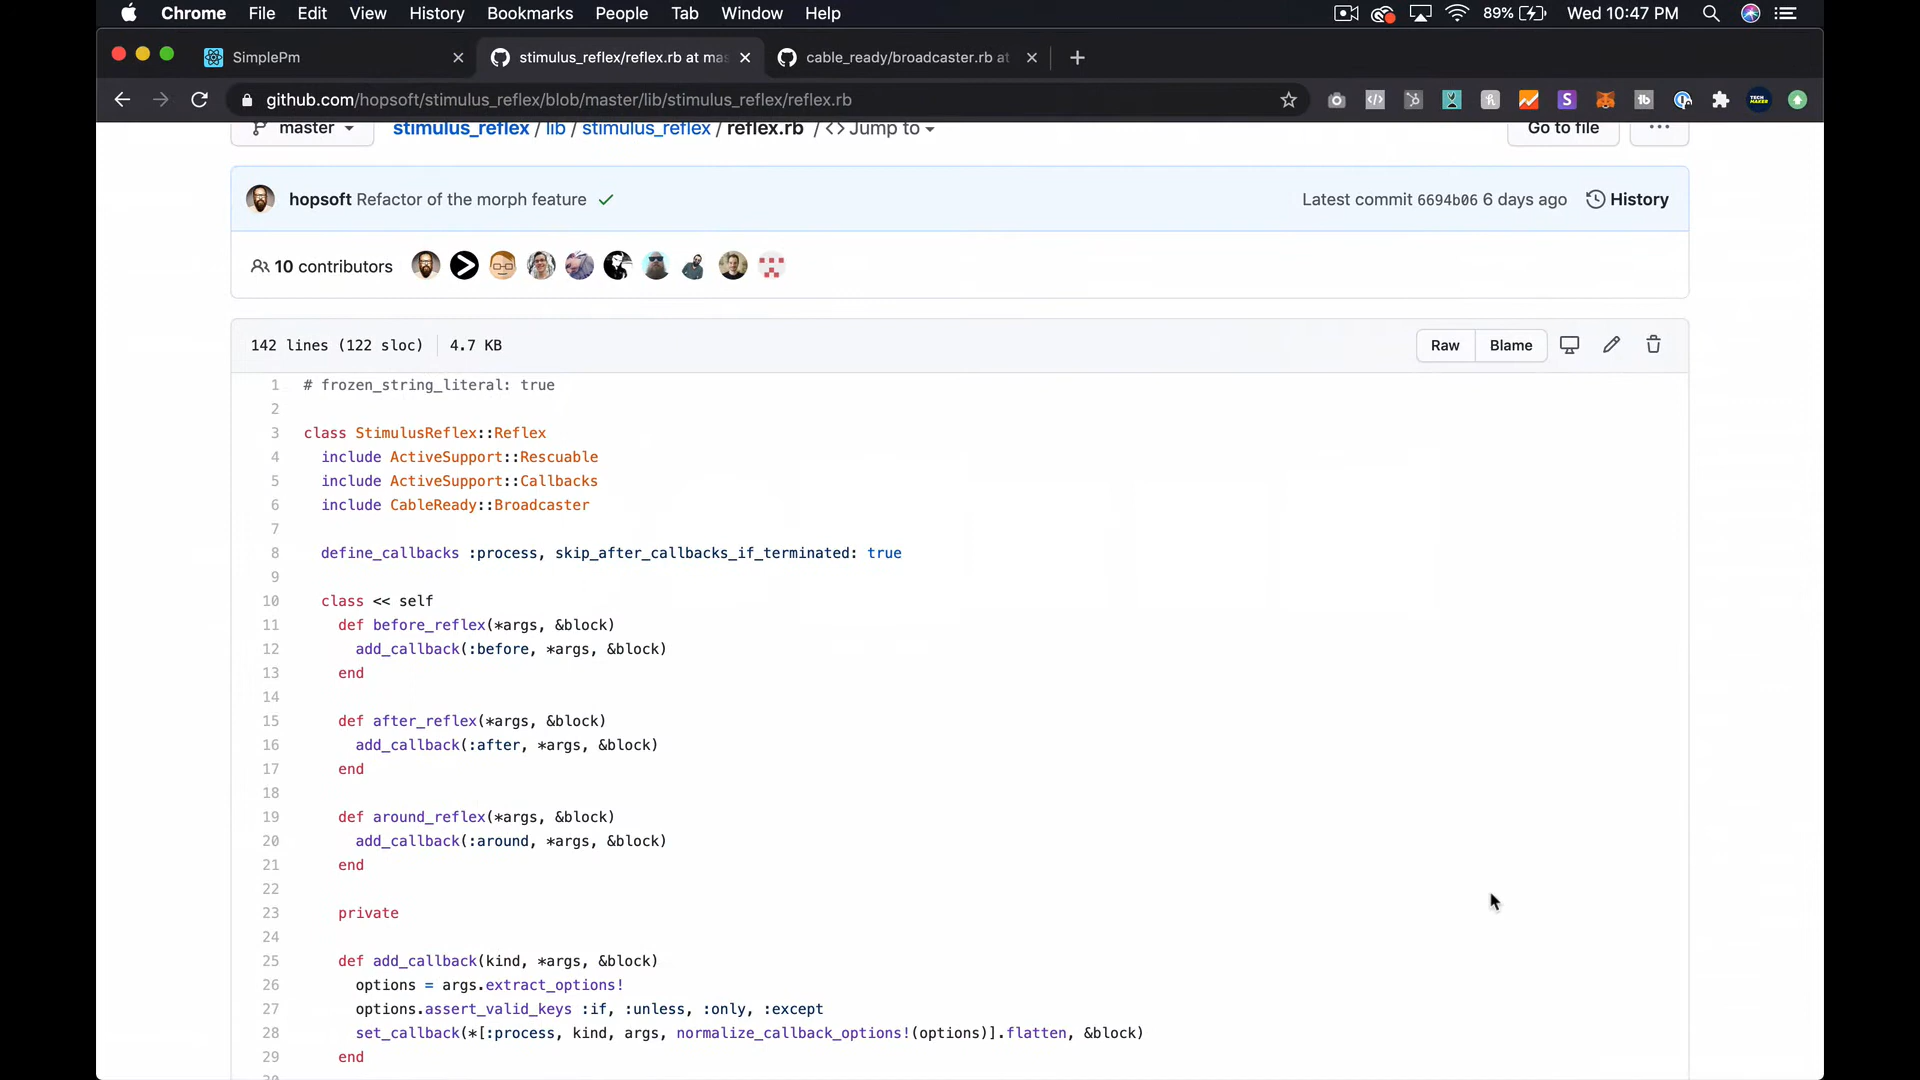 Chrome File Edit View History Bookmarks People Tab Window Help 89% Wed 10:47 PM
SimplePm stimulus_reflex/reflex.rb at mas cable_ready/broadcaster.rb at
github.com/hopsoft/stimulus_reflex/blob/master/lib/stimulus_reflex/reflex.rb
master stimulus_reflex / lib / stimulus_reflex / reflex.rb / <> Jump to Go to file ...
hopsoft Refactor of the morph feature Latest commit 6694b06 6 days ago History
10 contributors
142 lines (122 sloc) 4.7 KB Raw Blame
1 # frozen_string_literal: true
2
3 class StimulusReflex::Reflex
4 include ActiveSupport::Rescuable
5 include ActiveSupport::Callbacks
6 include CableReady::Broadcaster
7
8 define_callbacks :process, skip_after_callbacks_if_terminated: true
9
10 class << self
11 def before_reflex(*args, &block)
12 add_callback(:before, *args, &block)
13 end
14
15 def after_reflex(*args, &block)
16 add_callback(:after, *args, &block)
17 end
18
19 def around_reflex(*args, &block)
20 add_callback(:around, *args, &block)
21 end
22
23 private
24
25 def add_callback(kind, *args, &block)
26 options = args.extract_options!
27 options.assert_valid_keys :if, :unless, :only, :except
28 set_callback(*[:process, kind, args, normalize_callback_options!(options)].flatten, &block)
29 end